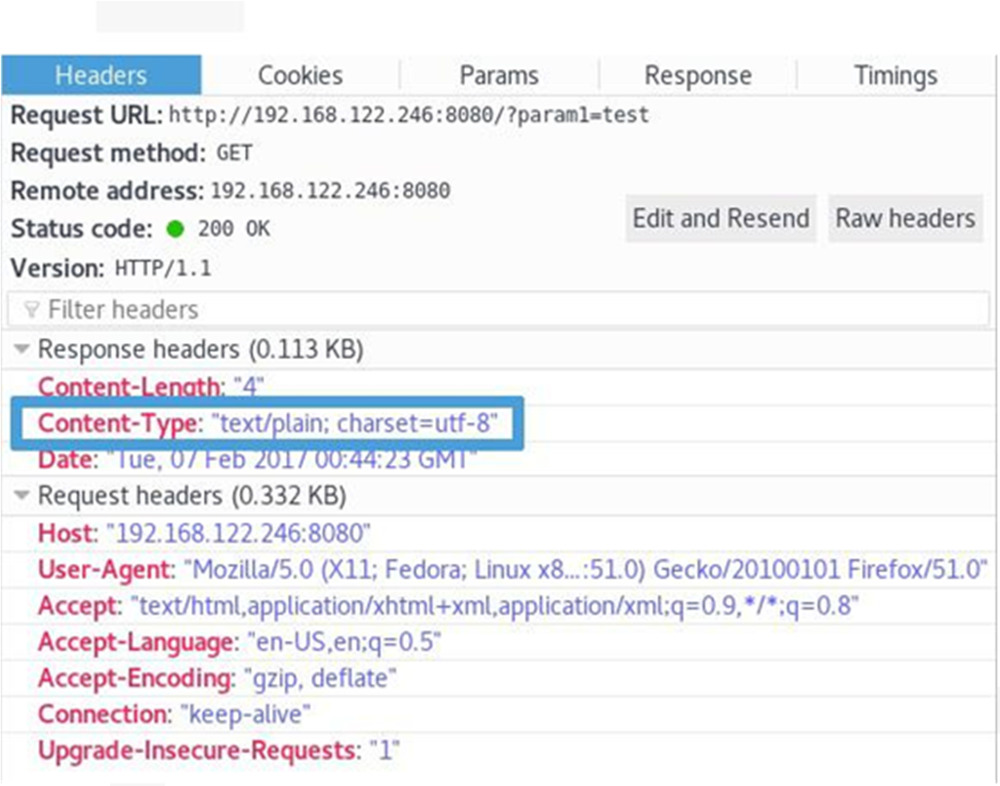 Headers Cookies Params Response Timings
Request URL: http://192.168.122.246:8080/?param1=test
Request method: GET
Remote address: 192.168.122.246:8080
Edit and Resend Raw headers
Status code: 200 OK
Version: HTTP/1.1
Filter headers
Response headers (0.113 KB)
Content-Length: "4"
Content-Type: "text/plain; charset=utf-8"
Date: "Tue, 07 Feb 2017 00:44:23 GMT"
Request headers (0.332 KB)
Host: "192.168.122.246:8080"
User-Agent: "Mozilla/5.0 (X11; Fedora; Linux x8...:51.0) Gecko/20100101 Firefox/51.0"
Accept: "text/html,application/xhtml+xml,application/xml;q=0.9,*/*;q=0.8"
Accept-Language: "en-US,en;q=0.5"
Accept-Encoding: "gzip, deflate"
Connection: "keep-alive"
Upgrade-Insecure-Requests: "1"